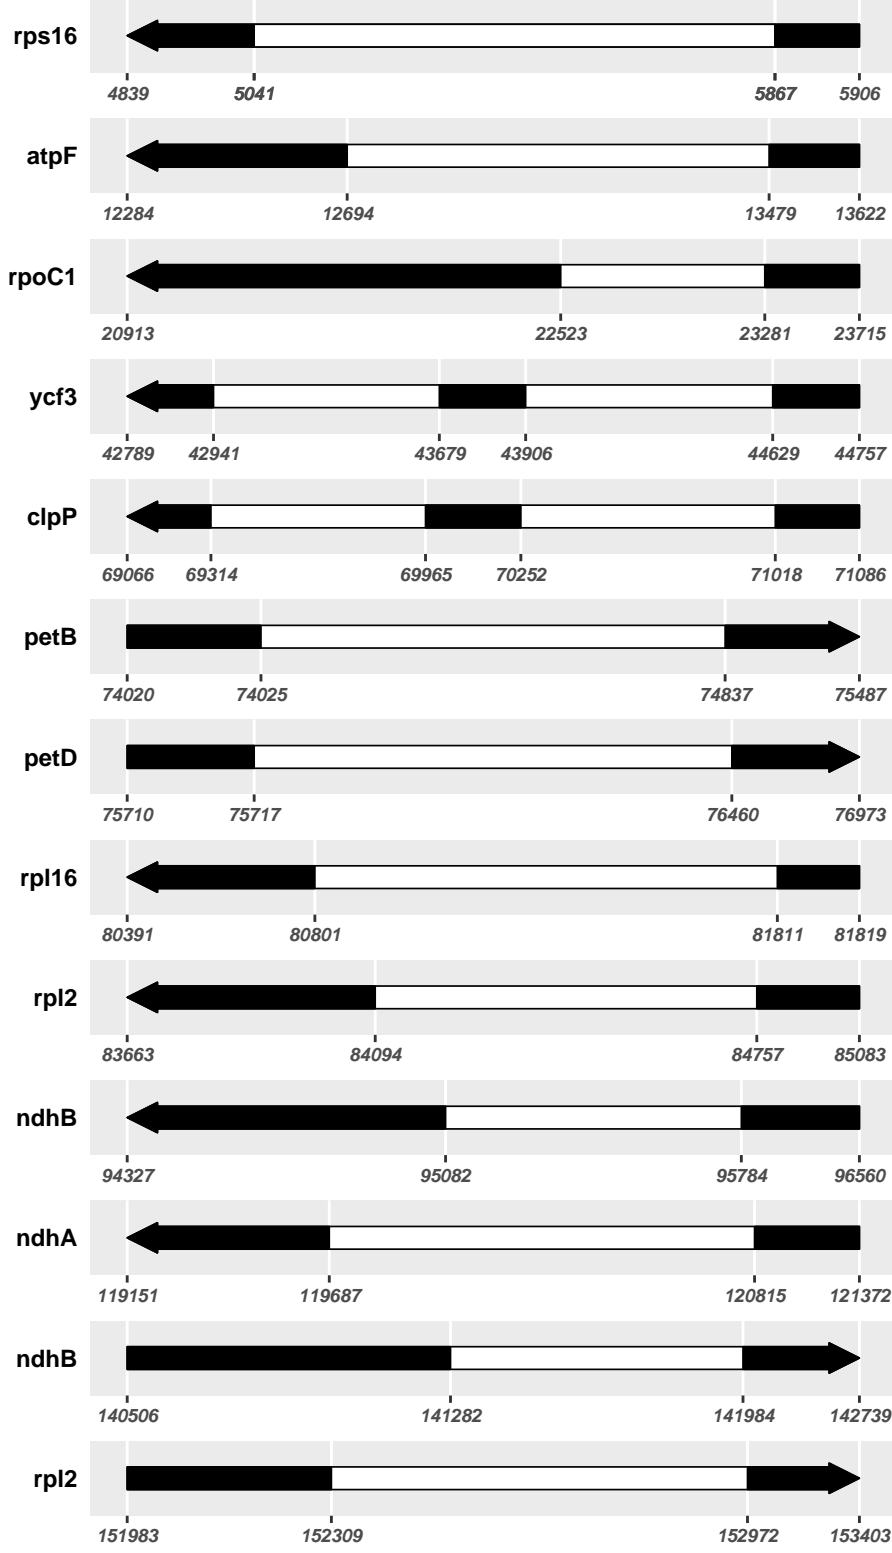 rps16
4839 5041 5867 5906
atpF
12284 12694 13479 13622
rpoC1
20913 22523 23281 23715
ycf3
42789 42941 43679 43906 44629 44757
clpP
69066 69314 69965 70252 71018 71086
petB
74020 74025 74837 75487
petD
75710 75717 76460 76973
rpl16
80391 80801 81811 81819
rpl2
83663 84094 84757 85083
ndhB
94327 95082 95784 96560
ndhA
119151 119687 120815 121372
ndhB
140506 141282 141984 142739
rpl2
151983 152309 152972 153403